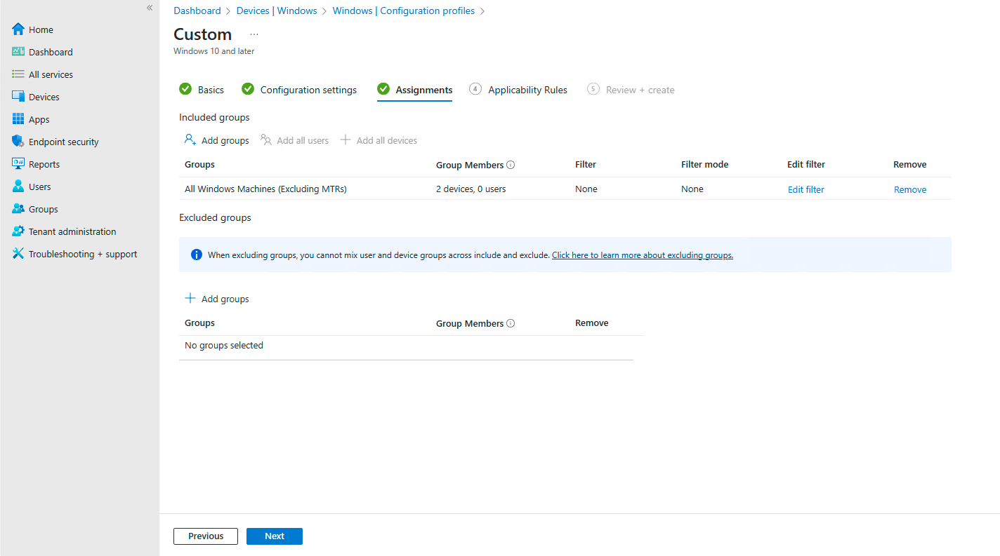 «
Home
Dashboard
All services
Devices
Apps
Endpoint security
Reports
Users
Groups
Tenant administration
Troubleshooting + support
Dashboard > Devices | Windows > Windows | Configuration profiles >
Custom ...
Windows 10 and later
Basics Configuration settings Assignments 4 Applicability Rules 5 Review + create
Included groups
Add groups Add all users Add all devices
Groups Group Members Filter Filter mode Edit filter Remove
All Windows Machines (Excluding MTRs) 2 devices, 0 users None None Edit filter Remove
Excluded groups
When excluding groups, you cannot mix user and device groups across include and exclude. Click here to learn more about excluding groups.
Add groups
Groups Group Members Remove
No groups selected
Previous Next